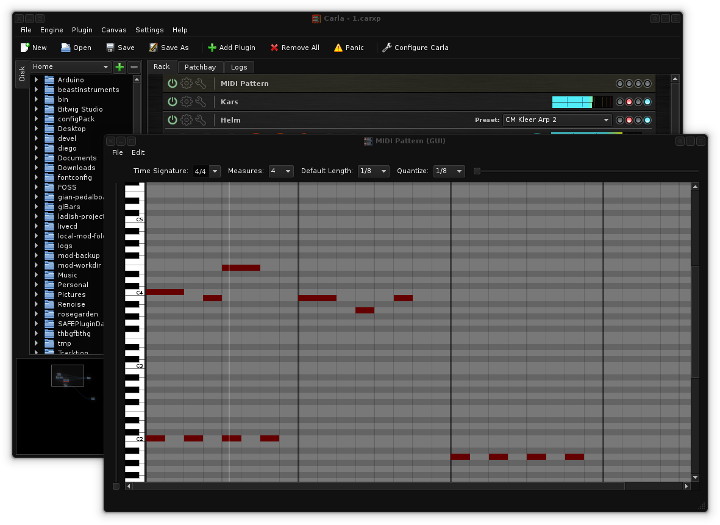 Carla - 1.carxp
File Engine Plugin Canvas Settings Help
New Open Save Save As Add Plugin Remove All Panic Configure Carla
Disk
Home
Rack Patchbay Logs
Arduino
beastinstruments
bin
Bitwig Studio
configPack
Desktop
devel
diego
Documents
Downloads
fontconfig
FOSS
gian-pedalboa
glBars
ladish-project
livecd
local-mod-fold
logs
mod-backup
mod-workdir
Music
Personal
Pictures
Renoise
rosegarden
SAFEPluginDa
thbgfbthg
tmp
Tracktion
MIDI Pattern
Kars
Helm Preset: CM Kleer Arp 2
MIDI Pattern (GUI)
File Edit
Time Signature: 4/4 Measures: 4 Default Length 1/8 Quantize: 1/8
C5
C4
C3
C2